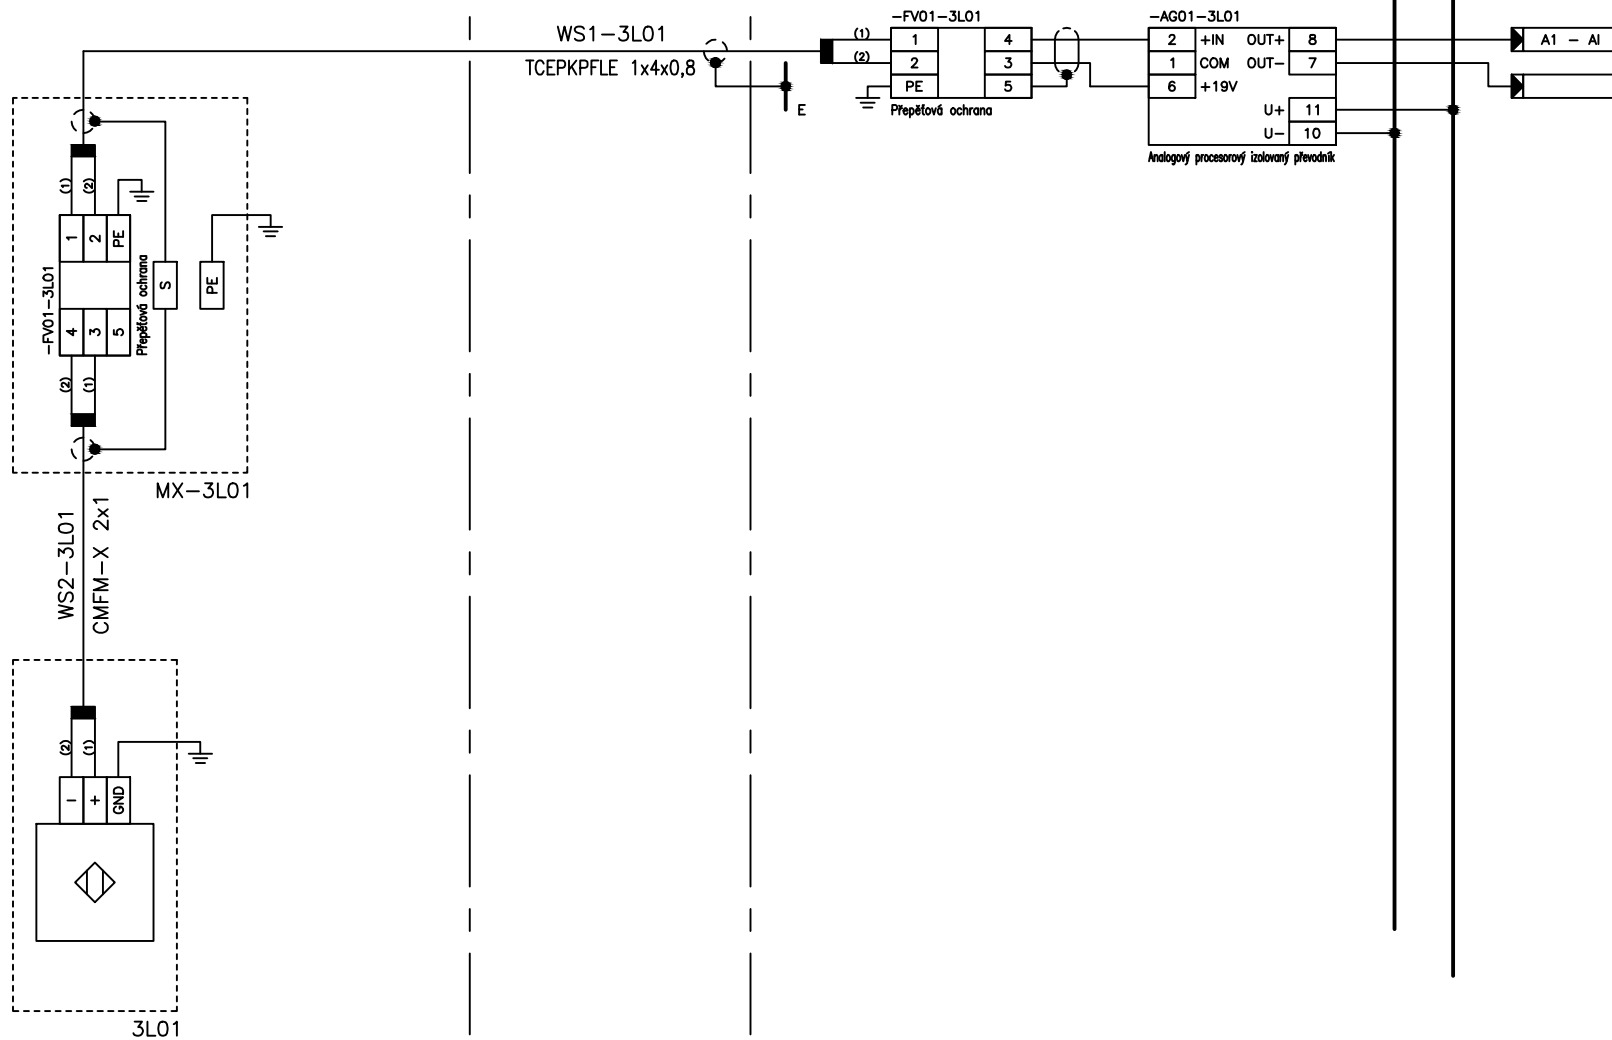 WS1-3L01
TCEPKPFLE 1x4x0,8
E
(1)
(2)
-FV01-3L01
1 4
2 3
PE 5
Přepěťová ochrana
-AG01-3L01
2 +IN OUT+ 8
1 COM OUT- 7
6 +19V
U+ 11
U- 10
Analogový procesorový izolovaný převodník
A1 - AI
(1)
(2)
1
2
PE
-FV01-3L01
4
3
5
Přepěťová ochrana
S
PE
(2)
(1)
MX-3L01
WS2-3L01
CMFM-X 2x1
(2)
(1)
-
+
GND
3L01